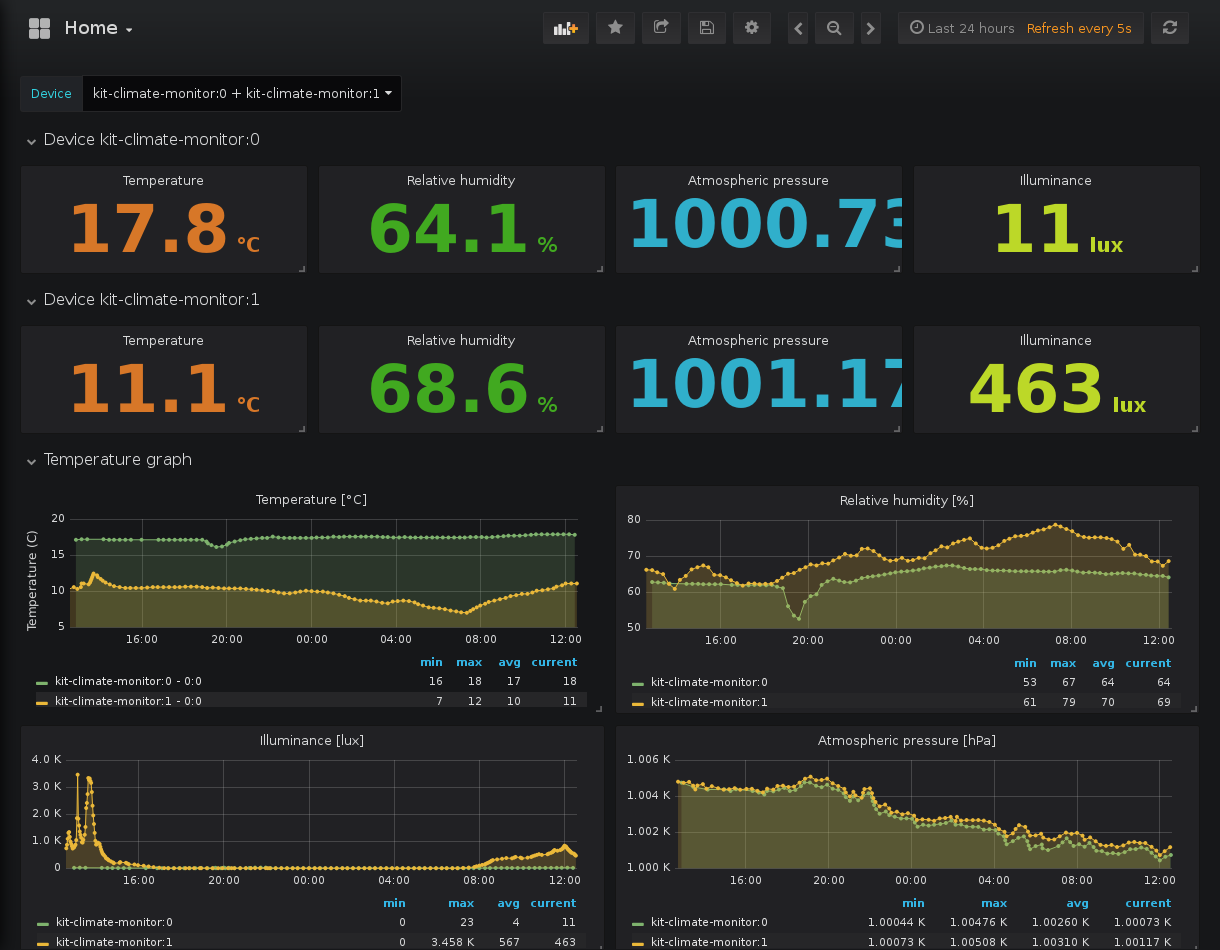 Home
Last 24 hours Refresh every 5s
Device kit-climate-monitor:0 + kit-climate-monitor:1
Device kit-climate-monitor:0
Temperature Relative humidity Atmospheric pressure Illuminance
17.8 °C 64.1 % 1000.73 11 lux
Device kit-climate-monitor:1
Temperature Relative humidity Atmospheric pressure Illuminance
11.1 °C 68.6 % 1001.17 463 lux
Temperature graph
Temperature [°C]
Temperature (C)
20
15
10
5
16:00 20:00 00:00 04:00 08:00 12:00
min max avg current
kit-climate-monitor:0 - 0:0 16 18 17 18
kit-climate-monitor:1 - 0:0 7 12 10 11
Relative humidity [%]
80
70
60
50
16:00 20:00 00:00 04:00 08:00 12:00
min max avg current
kit-climate-monitor:0 53 67 64 64
kit-climate-monitor:1 61 79 70 69
Illuminance [lux]
4.0 K
3.0 K
2.0 K
1.0 K
0
16:00 20:00 00:00 04:00 08:00 12:00
min max avg current
kit-climate-monitor:0 0 23 4 11
kit-climate-monitor:1 0 3.458 K 567 463
Atmospheric pressure [hPa]
1.006 K
1.004 K
1.002 K
1.000 K
16:00 20:00 00:00 04:00 08:00 12:00
min max avg current
kit-climate-monitor:0 1.00044 K 1.00476 K 1.00260 K 1.00073 K
kit-climate-monitor:1 1.00073 K 1.00508 K 1.00310 K 1.00117 K